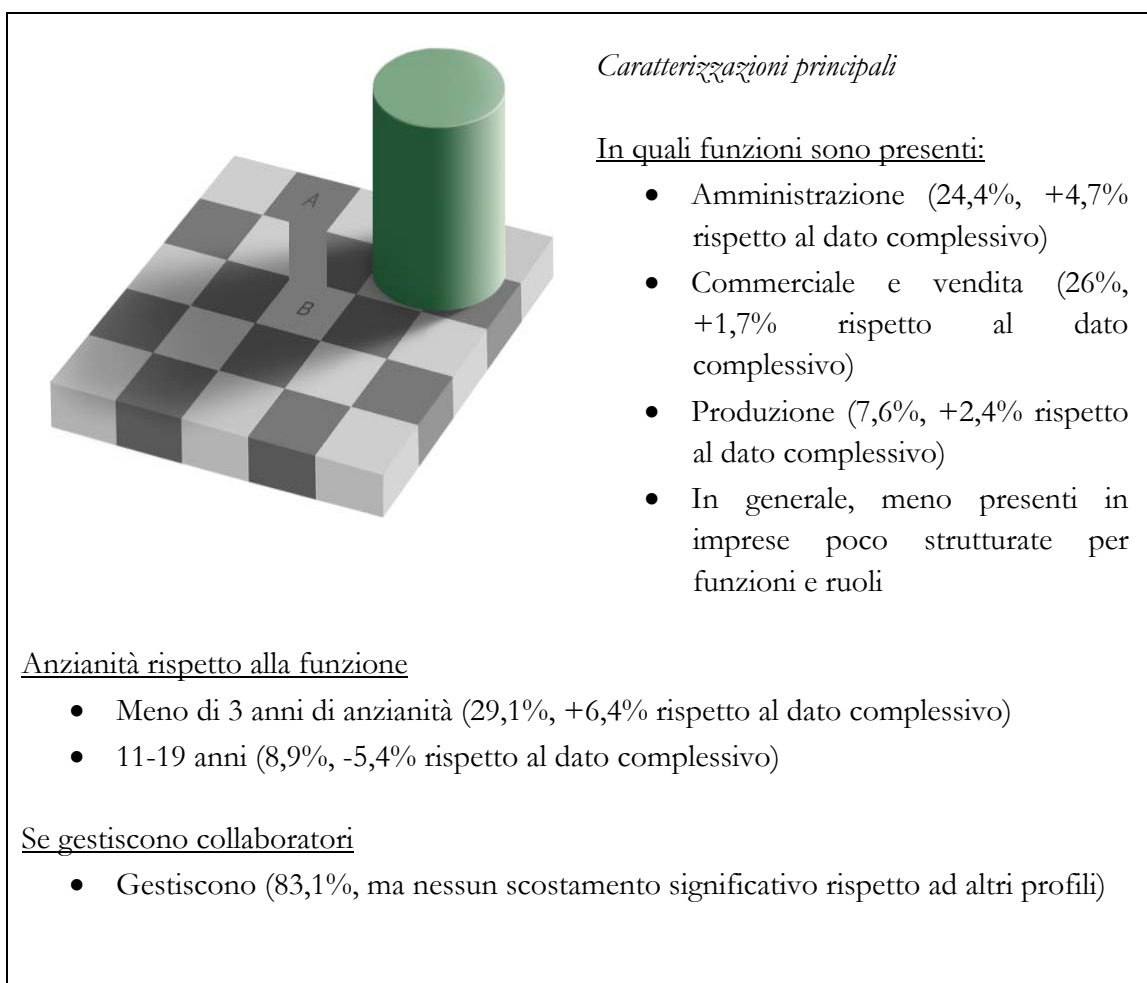 Caratterizzazioni principali
In quali funzioni sono presenti:
• Amministrazione (24,4%, +4,7%
rispetto al dato complessivo)
• Commerciale e vendita (26%,
+1,7% rispetto al dato
complessivo)
• Produzione (7,6%, +2,4% rispetto
al dato complessivo)
• In generale, meno presenti in
imprese poco strutturate per
funzioni e ruoli
A
B
Anzianità rispetto alla funzione
• Meno di 3 anni di anzianità (29,1%, +6,4% rispetto al dato complessivo)
• 11-19 anni (8,9%, -5,4% rispetto al dato complessivo)
Se gestiscono collaboratori
• Gestiscono (83,1%, ma nessun scostamento significativo rispetto ad altri profili)